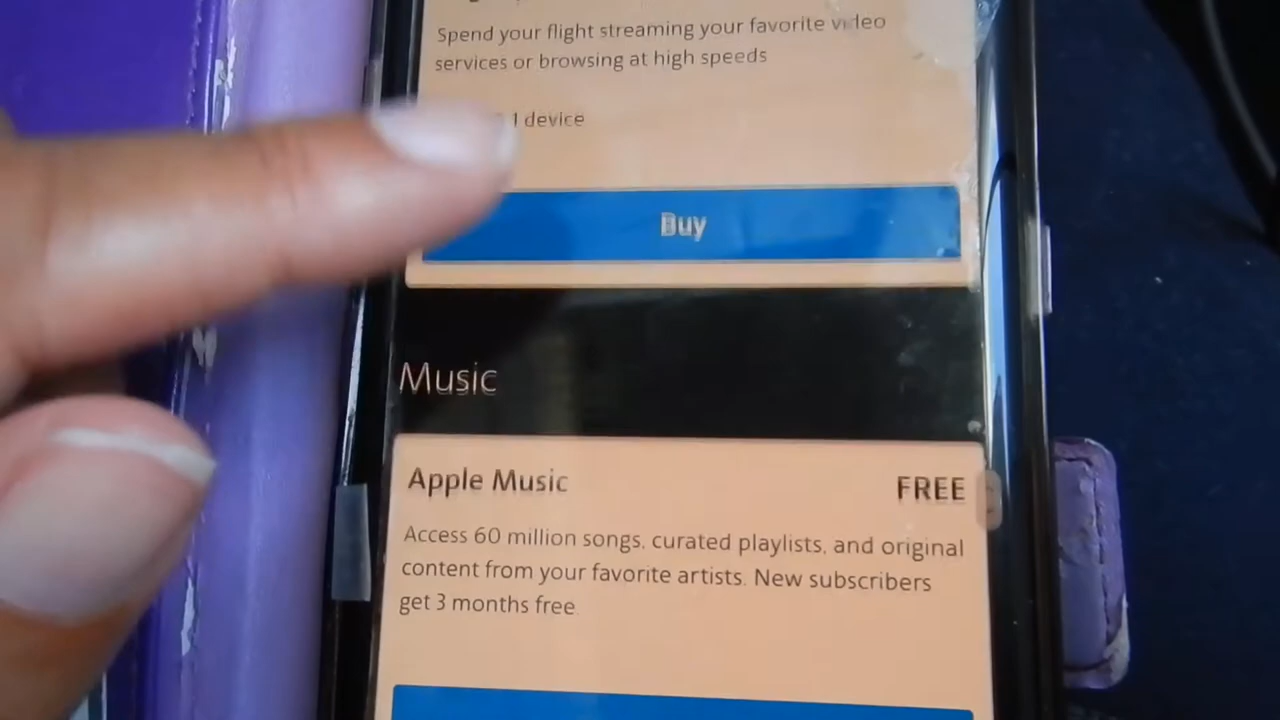 Spend your flight streaming your favorite video
services or browsing at high speeds
1 device
Buy
Music
Apple Music
FREE
Access 60 million songs, curated playlists, and original
content from your favorite artists. New subscribers
get 3 months free.